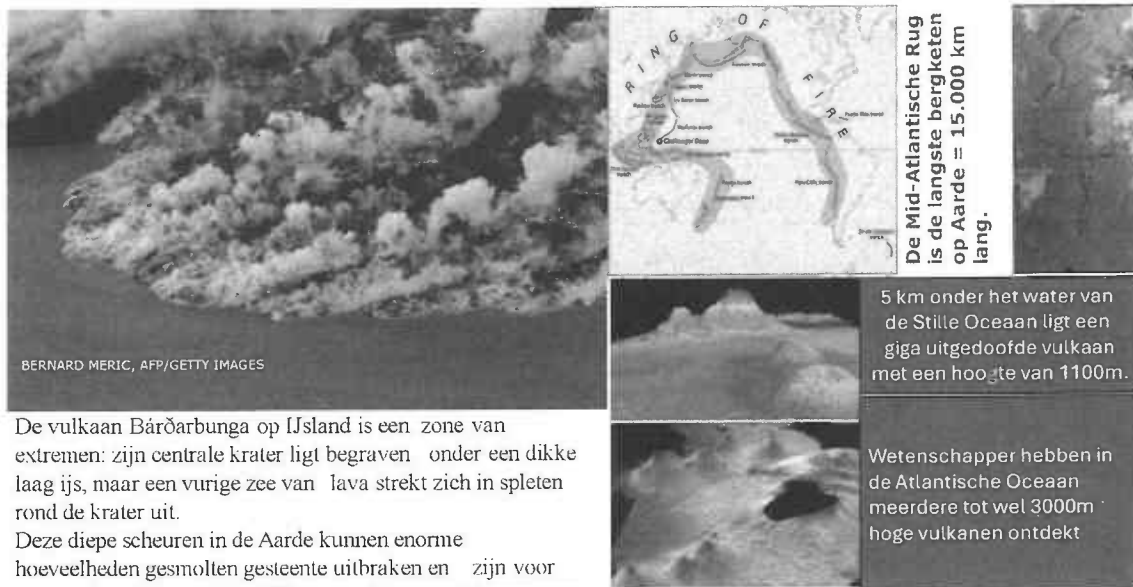 BERNARD MERIC, AFP/GETTY IMAGES
De vulkaan Bárðarbunga op IJsland is een zone van
extremen: zijn centrale krater ligt begraven onder een dikke
laag ijs, maar een vurige zee van lava strekt zich in spleten
rond de krater uit.
Deze diepe scheuren in de Aarde kunnen enorme
hoeveelheden gesmolten gesteente uitbraken en zijn voor
RING OF FIRE
Challenger Deep
De Mid-Atlantische Rug
is de langste bergketen
op Aarde = 15.000 km
lang.
5 km onder het water van
de Stille Oceaan ligt een
giga uitgedoofde vulkaan
met een hoogte van 1100m.
Wetenschapper hebben in
de Atlantische Oceaan
meerdere tot wel 3000m
hoge vulkanen ontdekt